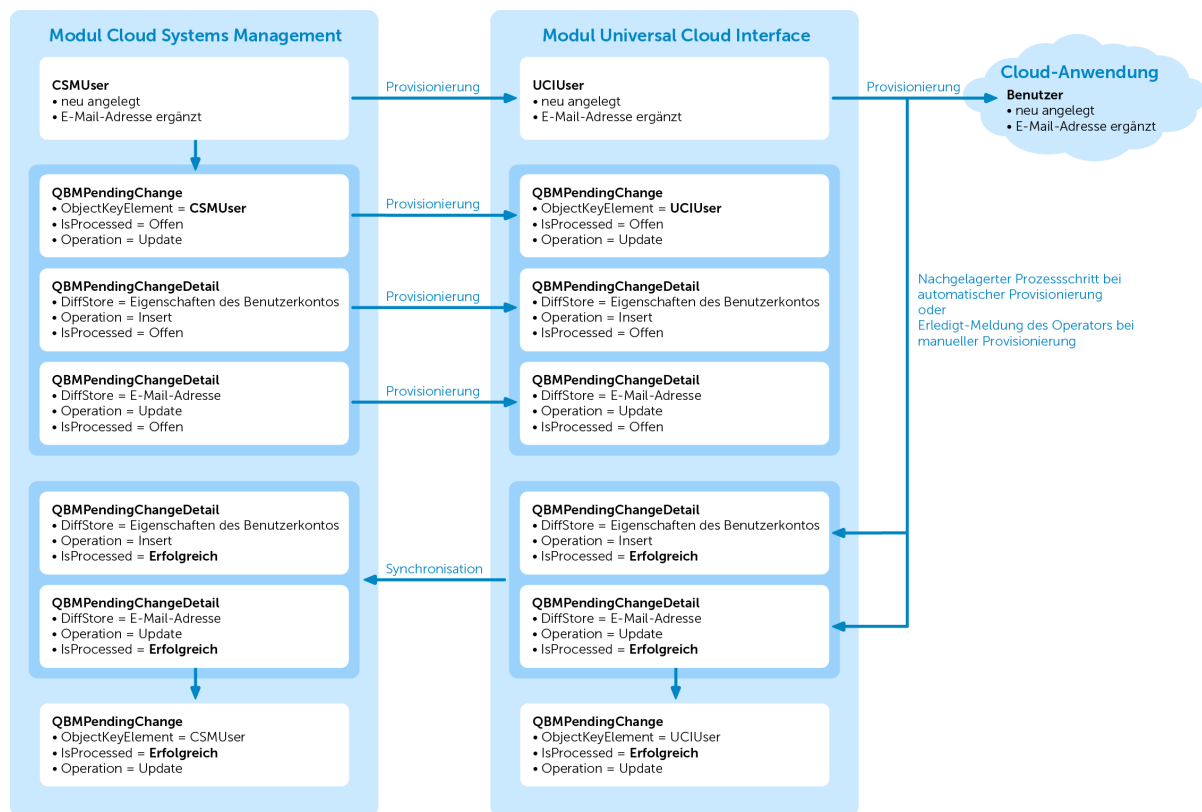 Modul Cloud Systems Management
CSMUser
• neu angelegt
• E-Mail-Adresse ergänzt
Provisionierung
Modul Universal Cloud Interface
UCIUser
• neu angelegt
• E-Mail-Adresse ergänzt
Provisionierung
Cloud-Anwendung
Benutzer
• neu angelegt
• E-Mail-Adresse ergänzt
QBMPendingChange
• ObjectKeyElement = CSMUser
• IsProcessed = Offen
• Operation = Update
Provisionierung
QBMPendingChange
• ObjectKeyElement = UCIUser
• IsProcessed = Offen
• Operation = Update
QBMPendingChangeDetail
• DiffStore = Eigenschaften des Benutzerkontos
• Operation = Insert
• IsProcessed = Offen
Provisionierung
QBMPendingChangeDetail
• DiffStore = Eigenschaften des Benutzerkontos
• Operation = Insert
• IsProcessed = Offen
Nachgelagerter Prozessschritt bei
automatischer Provisionierung
oder
Erledigt-Meldung des Operators bei
manueller Provisionierung
QBMPendingChangeDetail
• DiffStore = E-Mail-Adresse
• Operation = Update
• IsProcessed = Offen
Provisionierung
QBMPendingChangeDetail
• DiffStore = E-Mail-Adresse
• Operation = Update
• IsProcessed = Offen
QBMPendingChangeDetail
• DiffStore = Eigenschaften des Benutzerkontos
• Operation = Insert
• IsProcessed = Erfolgreich
QBMPendingChangeDetail
• DiffStore = Eigenschaften des Benutzerkontos
• Operation = Insert
• IsProcessed = Erfolgreich
Synchronisation
QBMPendingChangeDetail
• DiffStore = E-Mail-Adresse
• Operation = Update
• IsProcessed = Erfolgreich
QBMPendingChangeDetail
• DiffStore = E-Mail-Adresse
• Operation = Update
• IsProcessed = Erfolgreich
QBMPendingChange
• ObjectKeyElement = CSMUser
• IsProcessed = Erfolgreich
• Operation = Update
QBMPendingChange
• ObjectKeyElement = UCIUser
• IsProcessed = Erfolgreich
• Operation = Update